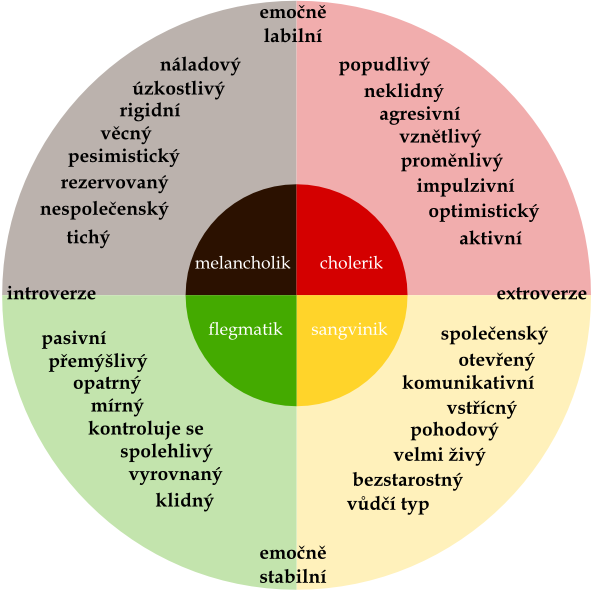 emočně
labilní
náladový
úzkostlivý
rigidní
věcný
pesimistický
rezervovaný
nespolečenský
tichý
popudlivý
neklidný
agresivní
vznětlivý
proměnlivý
impulzivní
optimistický
aktivní
melancholik
cholerik
introverze
extroverze
flegmatik
sangvinik
pasivní
přemýšlivý
opatrný
mírný
kontroluje se
spolehlivý
vyrovnaný
klidný
společenský
otevřený
komunikativní
vstřícný
pohodový
velmi živý
bezstarostný
vůdčí typ
emočně
stabilní